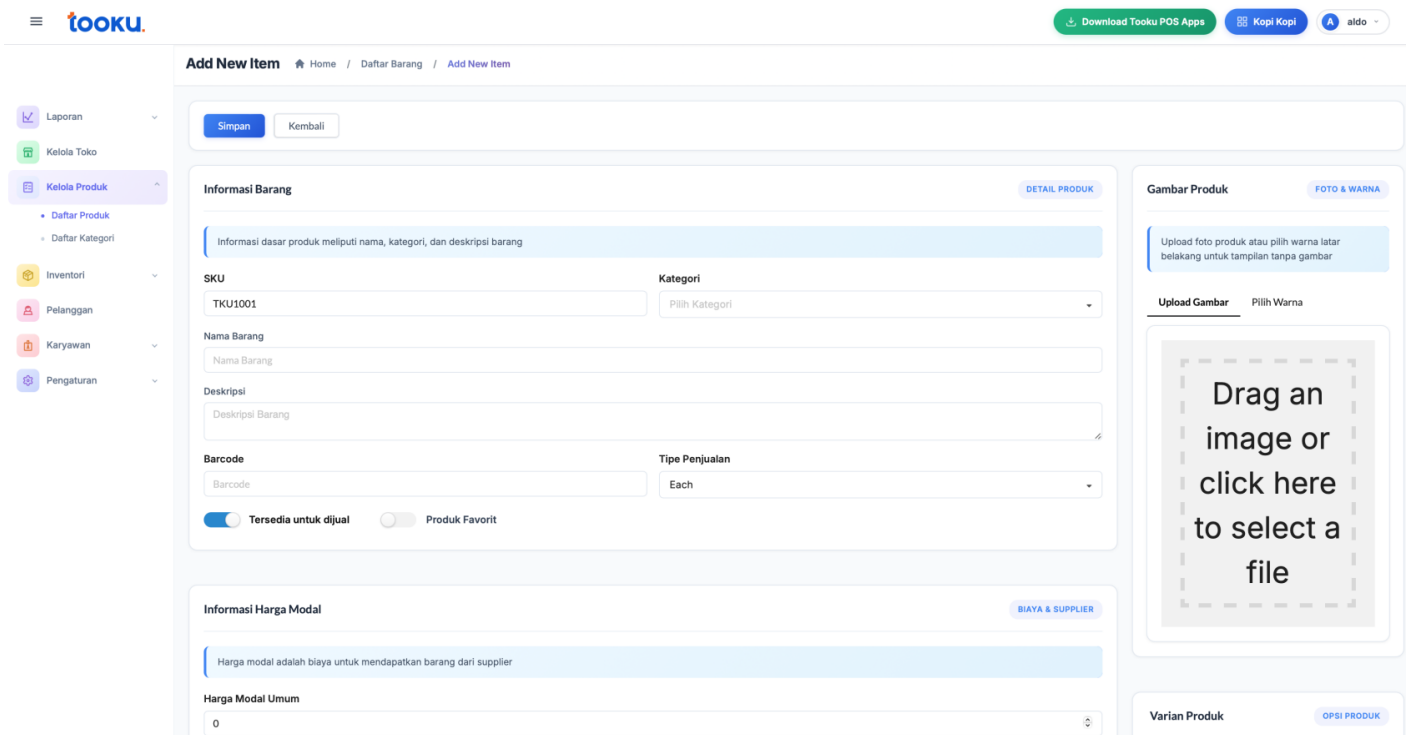 tooku.
Download Tooku POS Apps
Kopi Kopi
A aldo
Add New Item Home / Daftar Barang / Add New Item
Laporan
Kelola Toko
Kelola Produk
Daftar Produk
Daftar Kategori
Inventori
Pelanggan
Karyawan
Pengaturan
Simpan Kembali
Informasi Barang DETAIL PRODUK
Informasi dasar produk meliputi nama, kategori, dan deskripsi barang
SKU Kategori
TKU1001 Pilih Kategori
Nama Barang
Nama Barang
Deskripsi
Deskripsi Barang
Barcode Tipe Penjualan
Barcode Each
Tersedia untuk dijual Produk Favorit
Informasi Harga Modal BIAYA & SUPPLIER
Harga modal adalah biaya untuk mendapatkan barang dari supplier
Harga Modal Umum
0
Gambar Produk FOTO & WARNA
Upload foto produk atau pilih warna latar
belakang untuk tampilan tanpa gambar
Upload Gambar Pilih Warna
Drag an
image or
click here
to select a
file
Varian Produk OPSI PRODUK